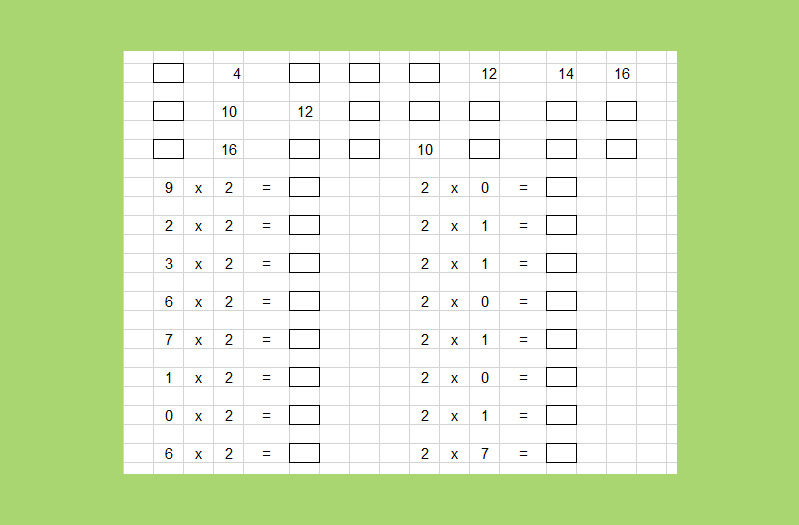 4 12 14 16
10 12
16 10
9 x 2 = 2 x 0 =
2 x 2 = 2 x 1 =
3 x 2 = 2 x 1 =
6 x 2 = 2 x 0 =
7 x 2 = 2 x 1 =
1 x 2 = 2 x 0 =
0 x 2 = 2 x 1 =
6 x 2 = 2 x 7 =